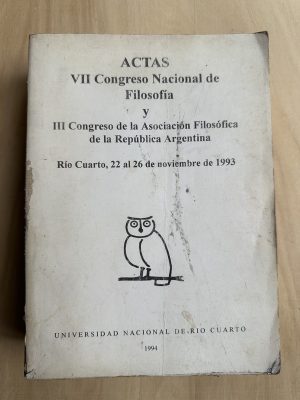 ACTAS
VII Congreso Nacional de
Filosofía
y
III Congreso de la Asociación Filosófica
de la República Argentina
Río Cuarto, 22 al 26 de noviembre de 1993
UNIVERSIDAD NACIONAL DE RIO CUARTO
1994